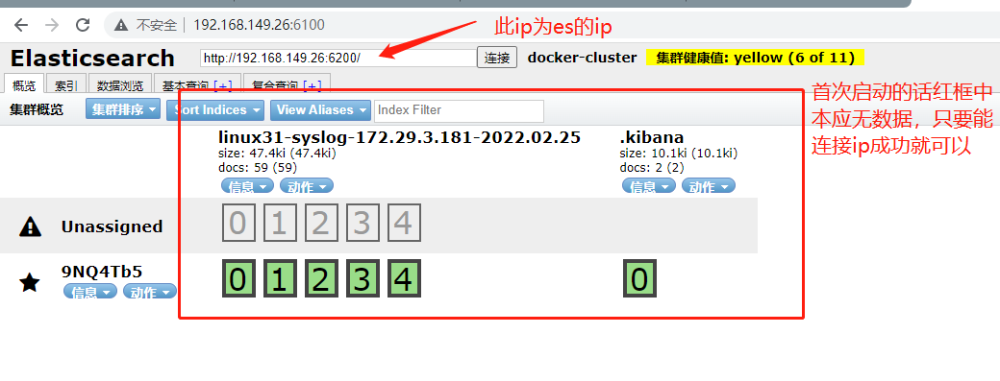 不安全 192.168.149.26:6100
此ip为es的ip
Elasticsearch http://192.168.149.26:6200/ 连接 docker-cluster 集群健康值: yellow (6 of 11)
概览 索引 数据浏览 基本查询 [+] 复合查询 [+]
集群概览 集群排序 Sort Indices View Aliases Index Filter
首次启动的话红框中
本应无数据，只要能
连接ip成功就可以
linux31-syslog-172.29.3.181-2022.02.25 .kibana
size: 47.4ki (47.4ki) size: 10.1ki (10.1ki)
docs: 59 (59) docs: 2 (2)
信息 动作 信息 动作
Unassigned 0 1 2 3 4
9NQ4Tb5 0 1 2 3 4 0
信息 动作